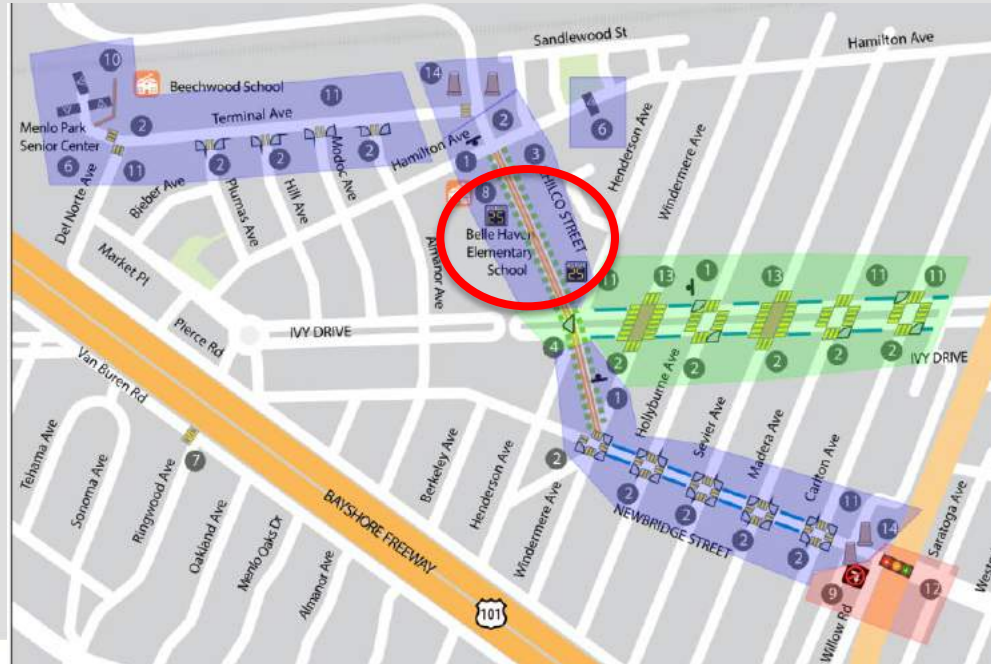 Sandlewood St
Hamilton Ave
10
Beechwood School
14
11
Terminal Ave
2
Menlo Park
Senior Center
2
6
11
2
2
2
Hamilton Ave
2
1
3
6
Del Norte Ave
Bieber Ave
Plumas Ave
Hill Ave
Modoc Ave
8
CHILCO STREET
Henderson Ave
Windermere Ave
25
Belle Haven
Elementary
School
25
Almanor Ave
Market Pl
11
13
1
13
11
11
Pierce Rd
IVY DRIVE
4
2
2
2
2
2
IVY DRIVE
Van Buren Rd
1
Hollyburne Ave
Sevier Ave
Madera Ave
Carlton Ave
2
7
Tehama Ave
Sonoma Ave
Ringwood Ave
Oakland Ave
Menlo Oaks Dr
Almanor Ave
BAYSHORE FREEWAY
Berkeley Ave
Henderson Ave
Windermere Ave
2
2
2
2
NEWBRIDGE STREET
11
14
Saratoga Ave
9
12
Willow Rd
101